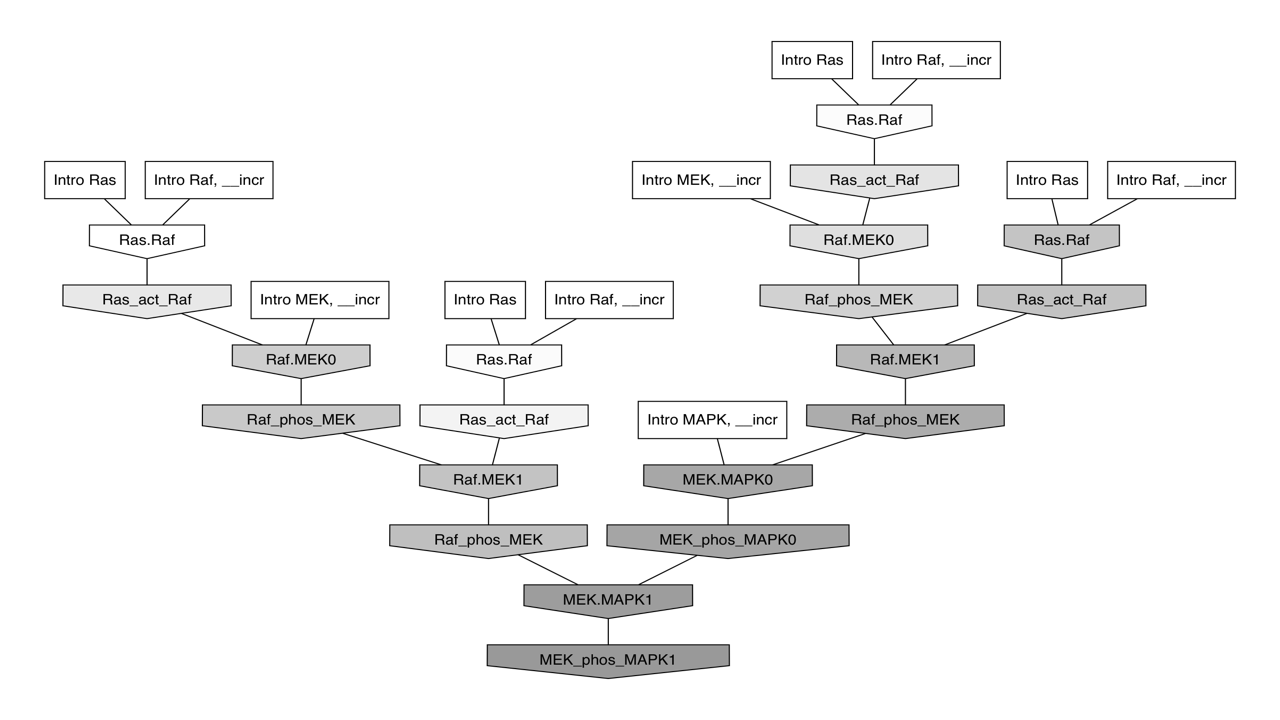 Intro Ras
Intro Raf, __incr
Ras.Raf
Intro Ras
Intro Raf, __incr
Intro MEK, __incr
Ras_act_Raf
Intro Ras
Intro Raf, __incr
Ras.Raf
Raf.MEK0
Ras.Raf
Ras_act_Raf
Intro MEK, __incr
Intro Ras
Intro Raf, __incr
Raf_phos_MEK
Ras_act_Raf
Raf.MEK0
Ras.Raf
Raf.MEK1
Raf_phos_MEK
Ras_act_Raf
Intro MAPK, __incr
Raf_phos_MEK
Raf.MEK1
MEK.MAPK0
Raf_phos_MEK
MEK_phos_MAPK0
MEK.MAPK1
MEK_phos_MAPK1